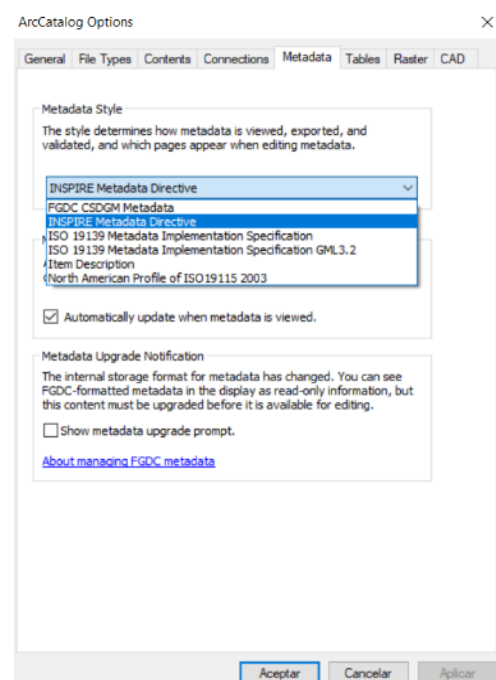 ArcCatalog Options
General File Types Contents Connections Metadata Tables Raster CAD
Metadata Style
The style determines how metadata is viewed, exported, and
validated, and which pages appear when editing metadata.
INSPIRE Metadata Directive
FGDC CSDGM Metadata
INSPIRE Metadata Directive
ISO 19139 Metadata Implementation Specification
ISO 19139 Metadata Implementation Specification GML3.2
Item Description
North American Profile of ISO19115 2003
Automatically update when metadata is viewed.
Metadata Upgrade Notification
The internal storage format for metadata has changed. You can see
FGDC-formatted metadata in the display as read-only information, but
this content must be upgraded before it is available for editing.
Show metadata upgrade prompt.
About managing FGDC metadata
Aceptar Cancelar Aplicar